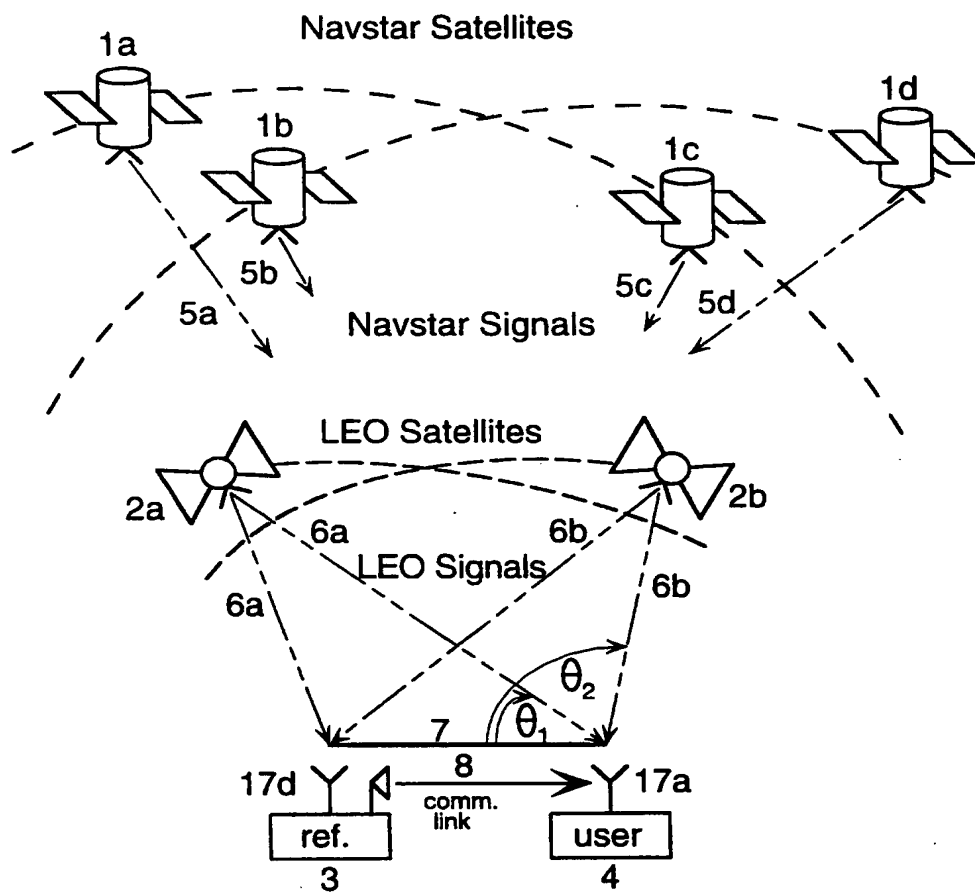 Navstar Satellites
1a
1b
1c
1d
5a
5b
5c
5d
Navstar Signals
LEO Satellites
2a
2b
6a
6b
LEO Signals
6a
6b
θ2
θ1
7
8
17d
comm.
link
17a
ref.
user
3
4